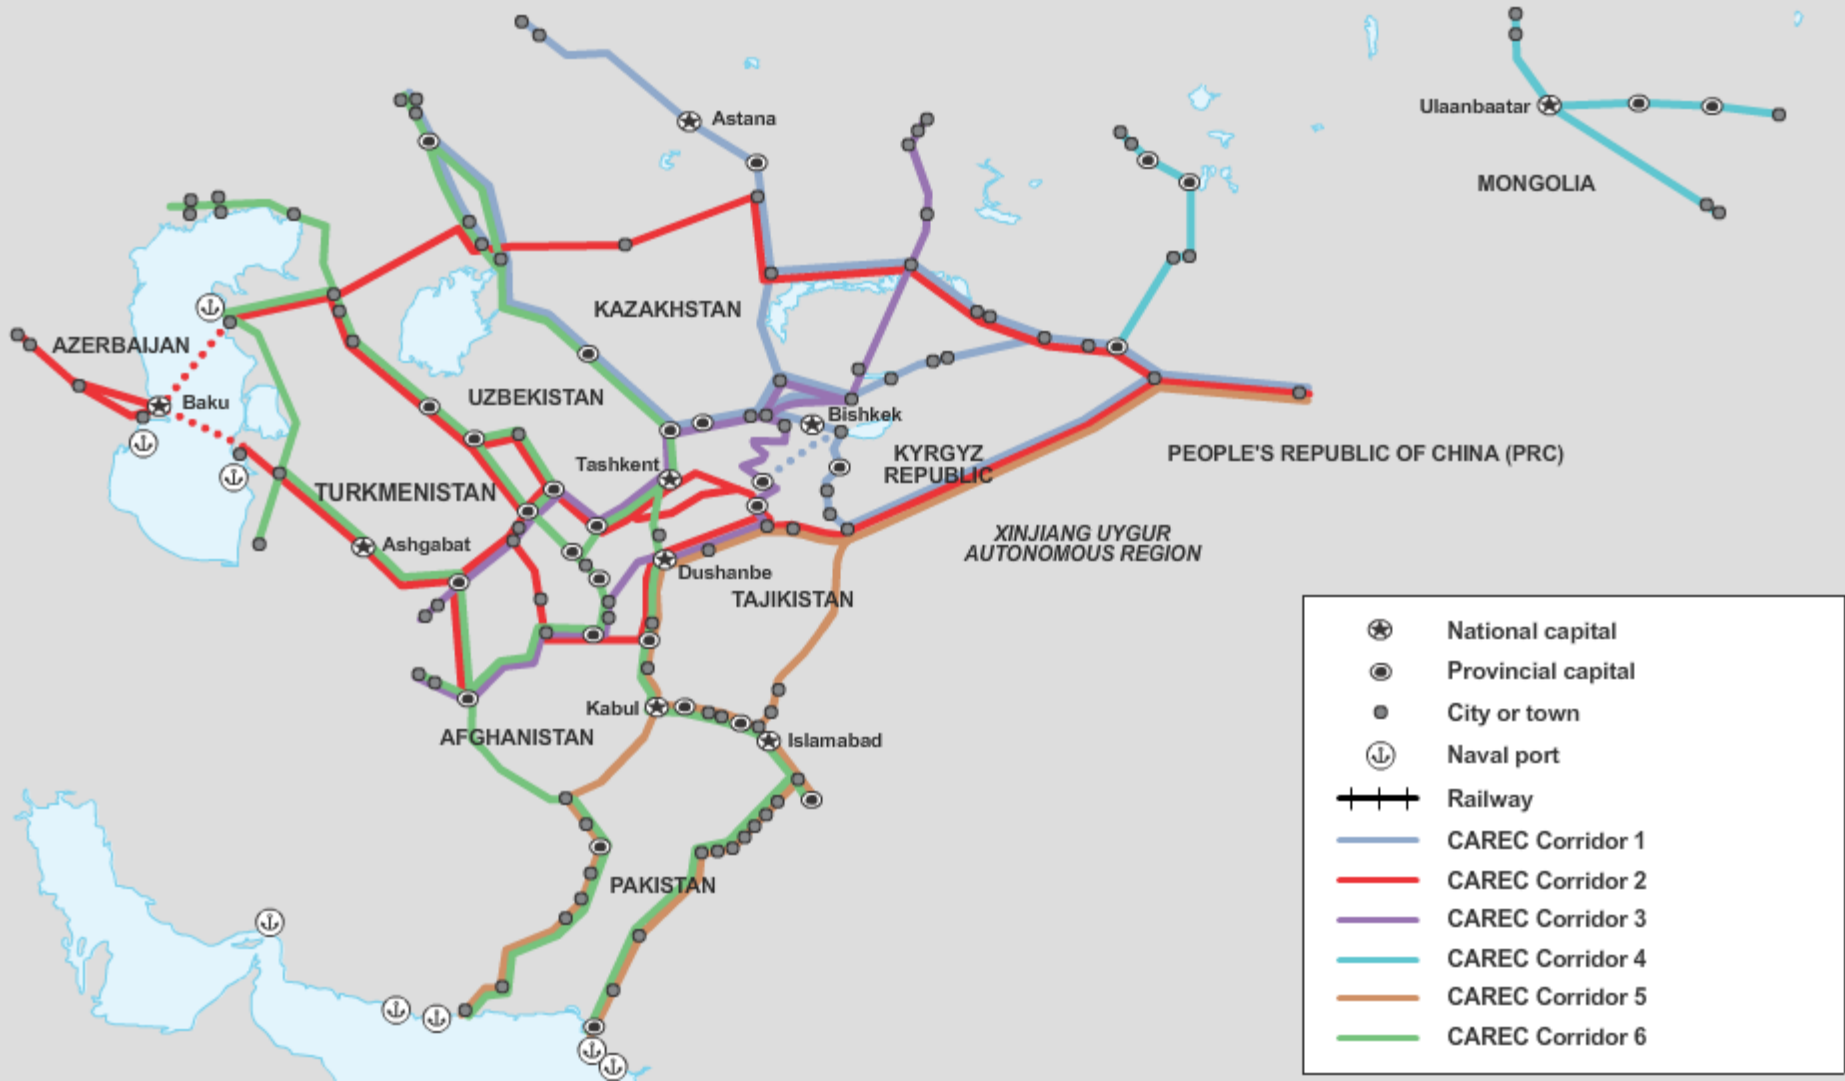 Astana
Ulaanbaatar
MONGOLIA
KAZAKHSTAN
AZERBAIJAN
UZBEKISTAN
Baku
Bishkek
KYRGYZ
REPUBLIC
PEOPLE'S REPUBLIC OF CHINA (PRC)
Tashkent
TURKMENISTAN
XINJIANG UYGUR
AUTONOMOUS REGION
Ashgabat
Dushanbe
TAJIKISTAN
Kabul
AFGHANISTAN
Islamabad
PAKISTAN
National capital
Provincial capital
City or town
Naval port
Railway
CAREC Corridor 1
CAREC Corridor 2
CAREC Corridor 3
CAREC Corridor 4
CAREC Corridor 5
CAREC Corridor 6